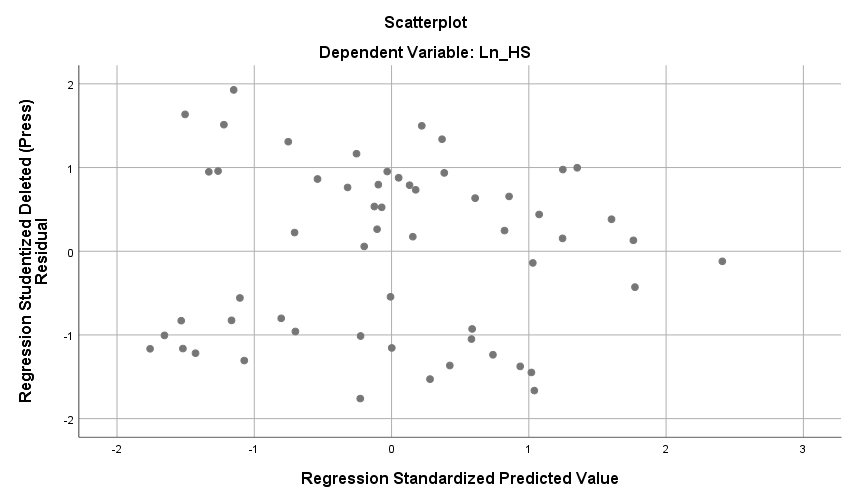 Scatterplot
Dependent Variable: Ln_HS
Regression Studentized Deleted (Press)
Residual
2
1
0
-1
-2
-2
-1
0
1
2
3
Regression Standardized Predicted Value